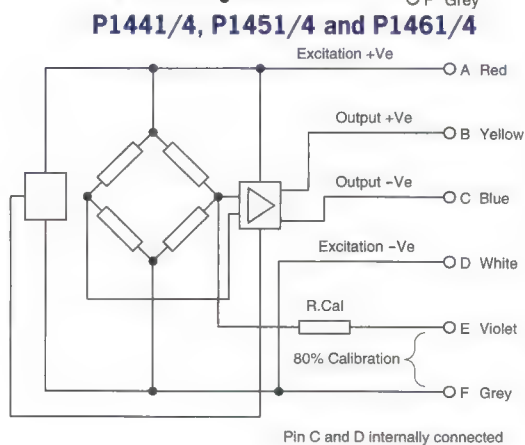 F Grey
P1441/4, P1451/4 and P1461/4
Excitation +Ve
A Red
Output +Ve
B Yellow
Output –Ve
C Blue
Excitation –Ve
D White
R.Cal
E Violet
80% Calibration
F Grey
Pin C and D internally connected